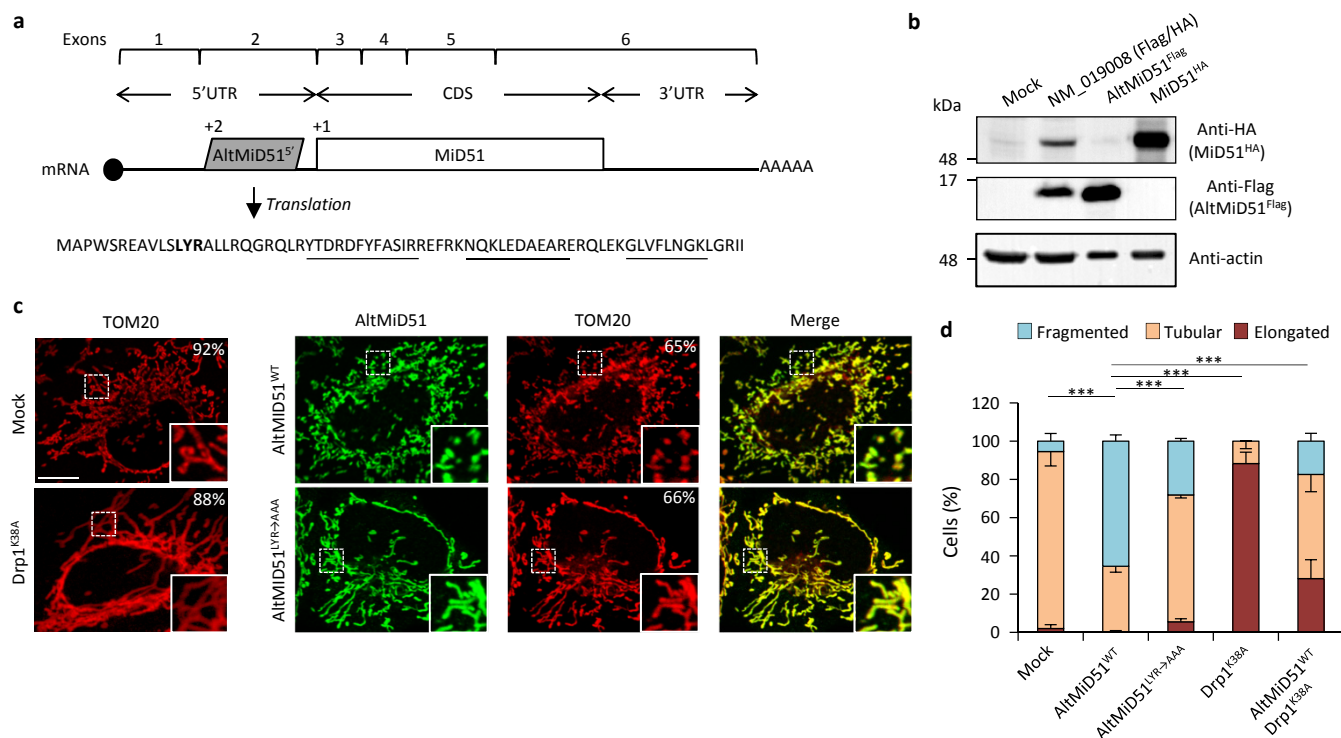 a
Exons 1 2 3 4 5 6
5'UTR CDS 3'UTR
+2 +1
mRNA AltMiD515' MiD51 AAAAA
Translation
MAPWSREAVLSLYRALLRQGRQLRYTDRDFYFASIRREFRKNQKLEDAEARERQLEKGLVFLNGKLGRII
b
Mock NM_019008 (Flag/HA) AltMiD51Flag MiD51HA
kDa
48
Anti-HA
(MiD51HA)
17
Anti-Flag
(AltMiD51Flag)
48
Anti-actin
c
TOM20 AltMiD51 TOM20 Merge
Mock 92% AltMID51WT 65%
Drp1K38A 88% AltMID51LYR→AAA 66%
d
Fragmented Tubular Elongated
***
***
*** ***
120
100
80
60
40
20
0
Cells (%)
Mock
AltMiD51WT
AltMiD51LYR→AAA
Drp1K38A
AltMiD51WT
Drp1K38A